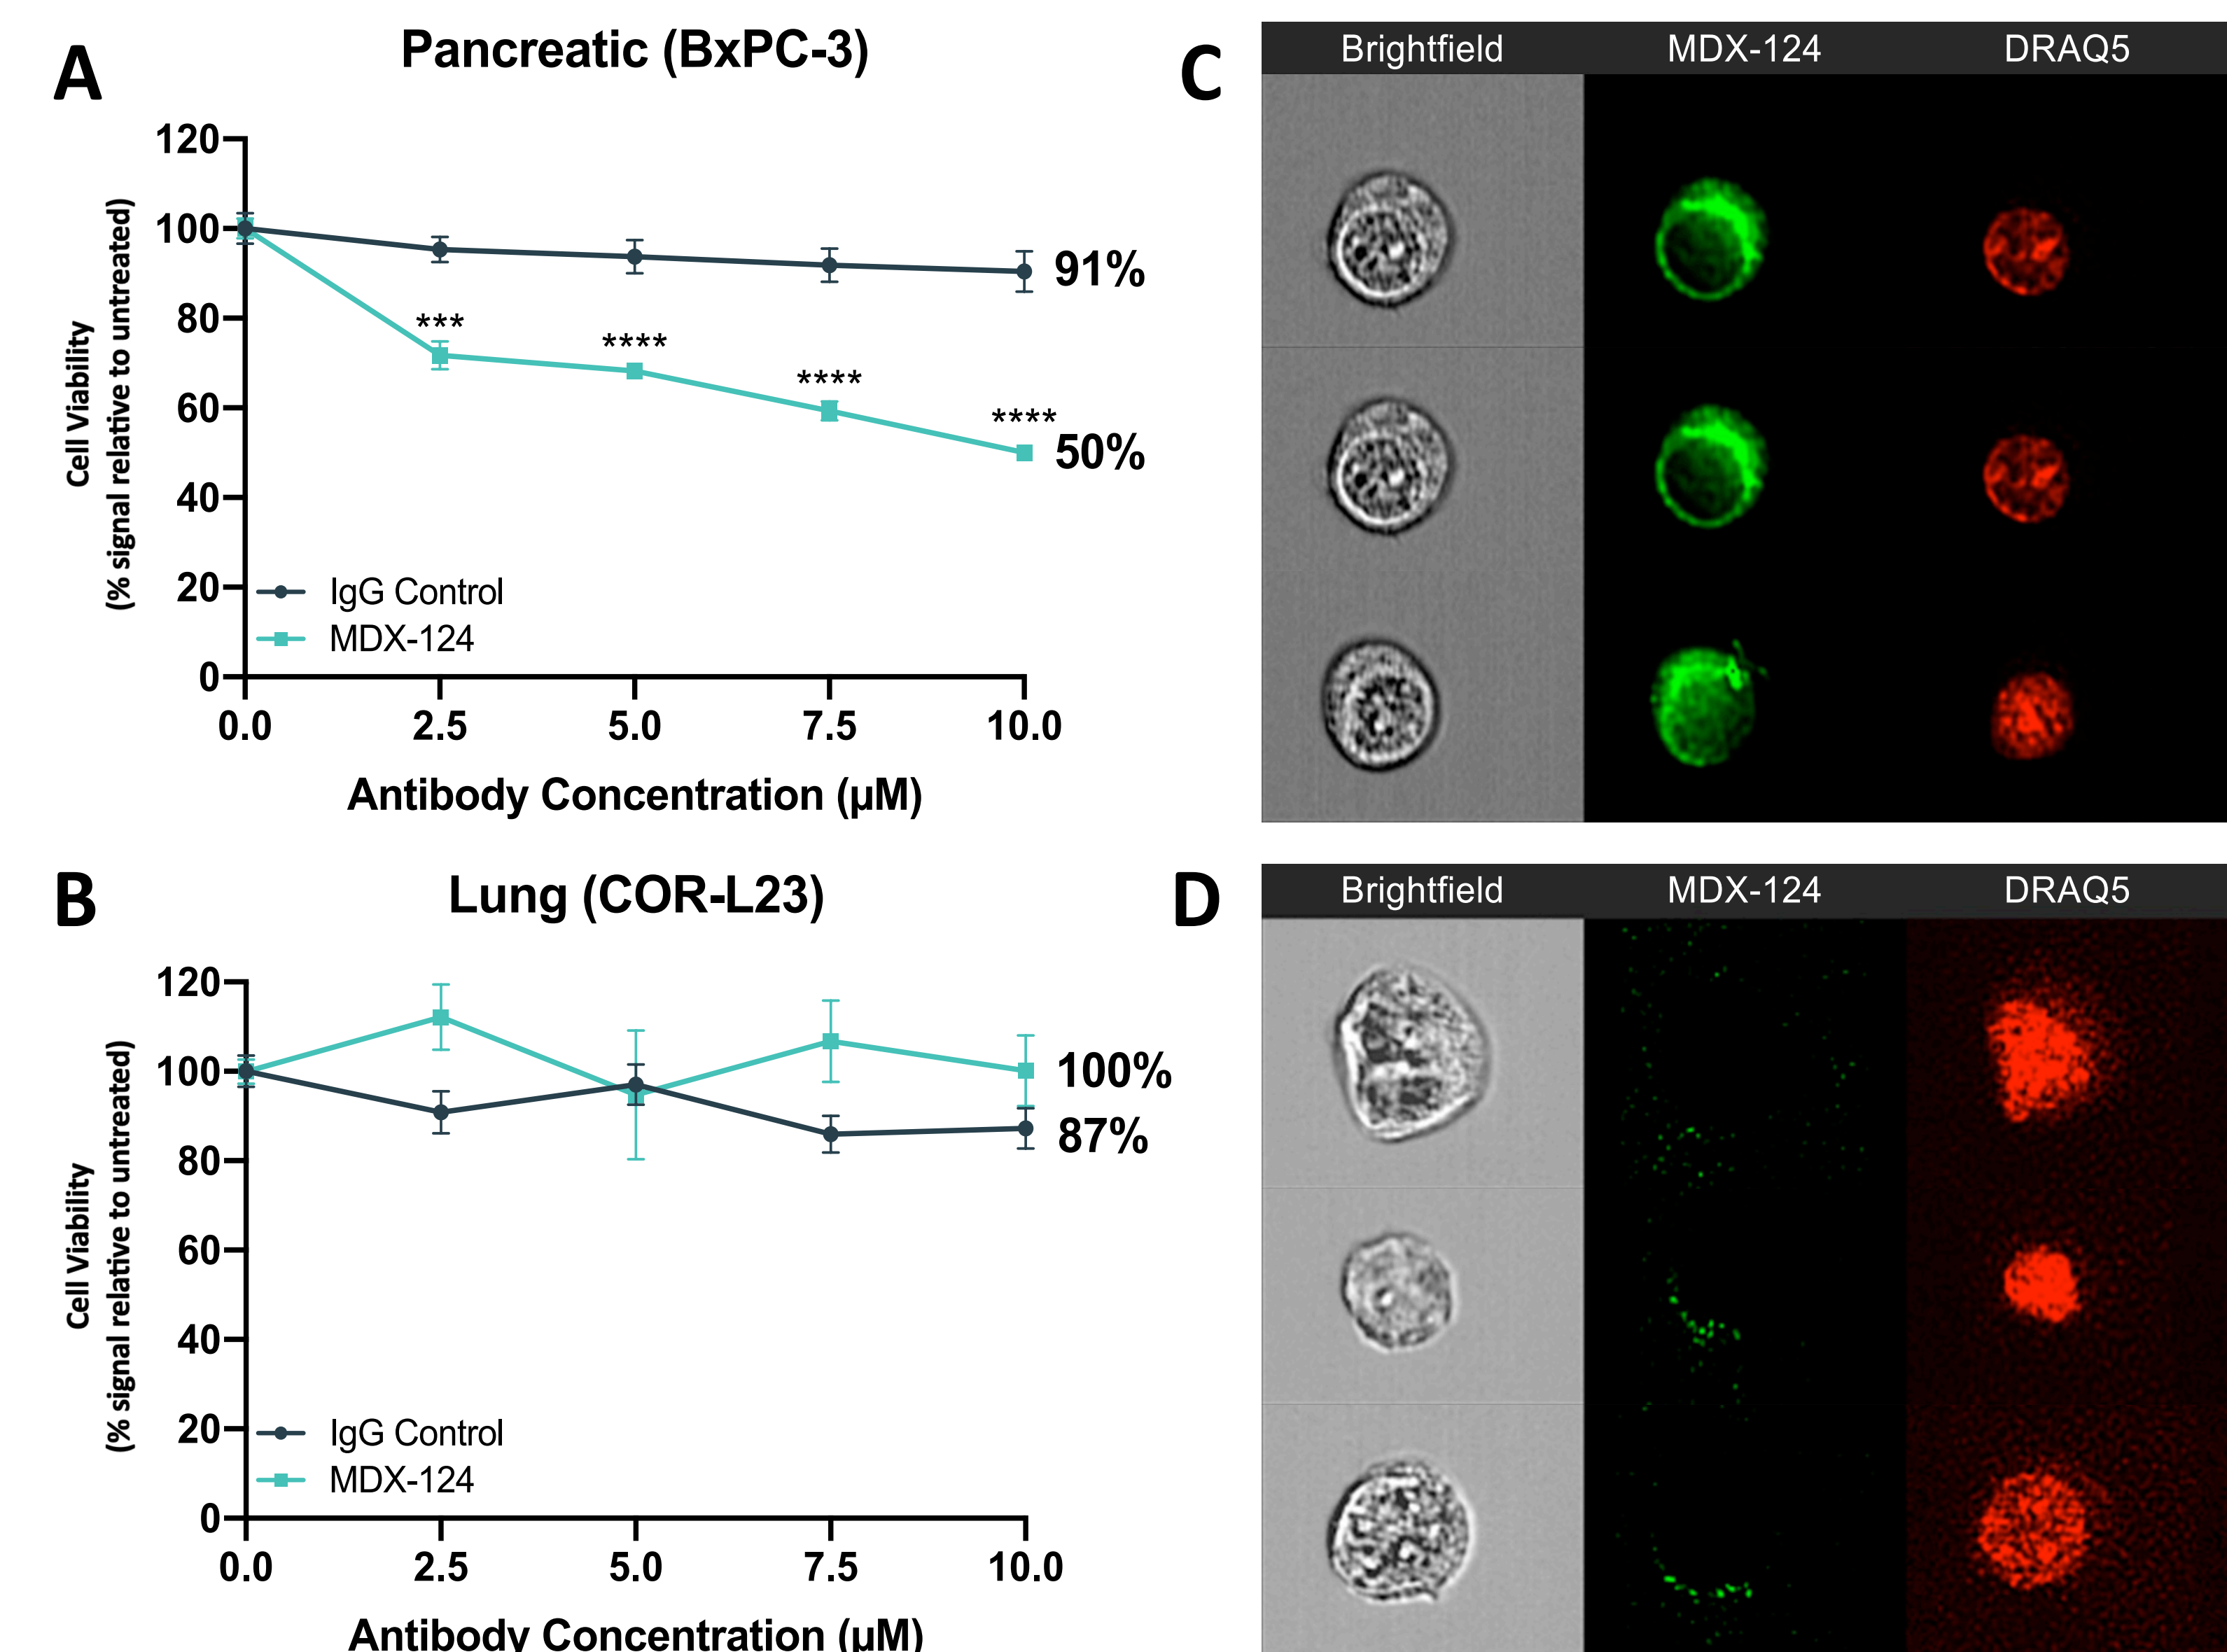 A
Pancreatic (BxPC-3)
120
100
80
60
40
20
0
Cell Viability
(% signal relative to untreated)
***
****
****
****
91%
50%
IgG Control
MDX-124
0.0 2.5 5.0 7.5 10.0
Antibody Concentration (µM)
B
Lung (COR-L23)
120
100
80
60
40
20
0
Cell Viability
(% signal relative to untreated)
100%
87%
IgG Control
MDX-124
0.0 2.5 5.0 7.5 10.0
Antibody Concentration (µM)
C
Brightfield MDX-124 DRAQ5
D
Brightfield MDX-124 DRAQ5